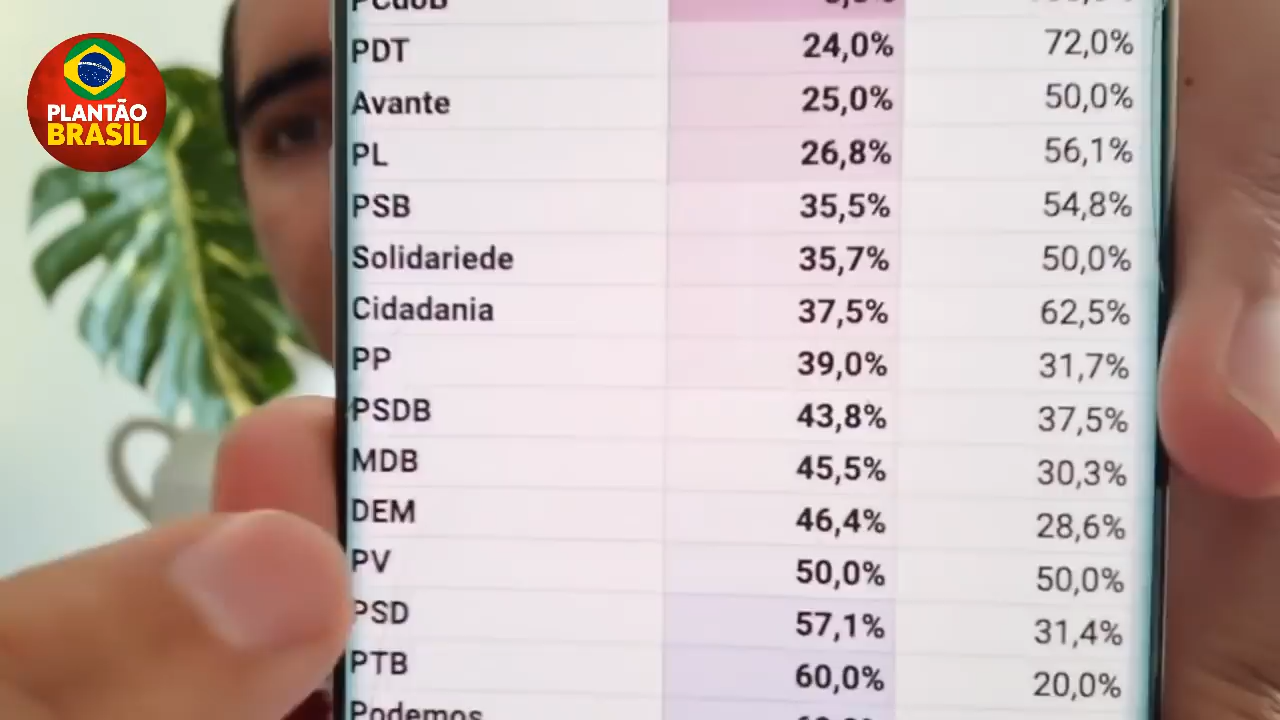 PLANTÃO
BRASIL
PCdoB
PDT 24,0% 72,0%
Avante 25,0% 50,0%
PL 26,8% 56,1%
PSB 35,5% 54,8%
Solidariede 35,7% 50,0%
Cidadania 37,5% 62,5%
PP 39,0% 31,7%
PSDB 43,8% 37,5%
MDB 45,5% 30,3%
DEM 46,4% 28,6%
PV 50,0% 50,0%
PSD 57,1% 31,4%
PTB 60,0% 20,0%
Podemos